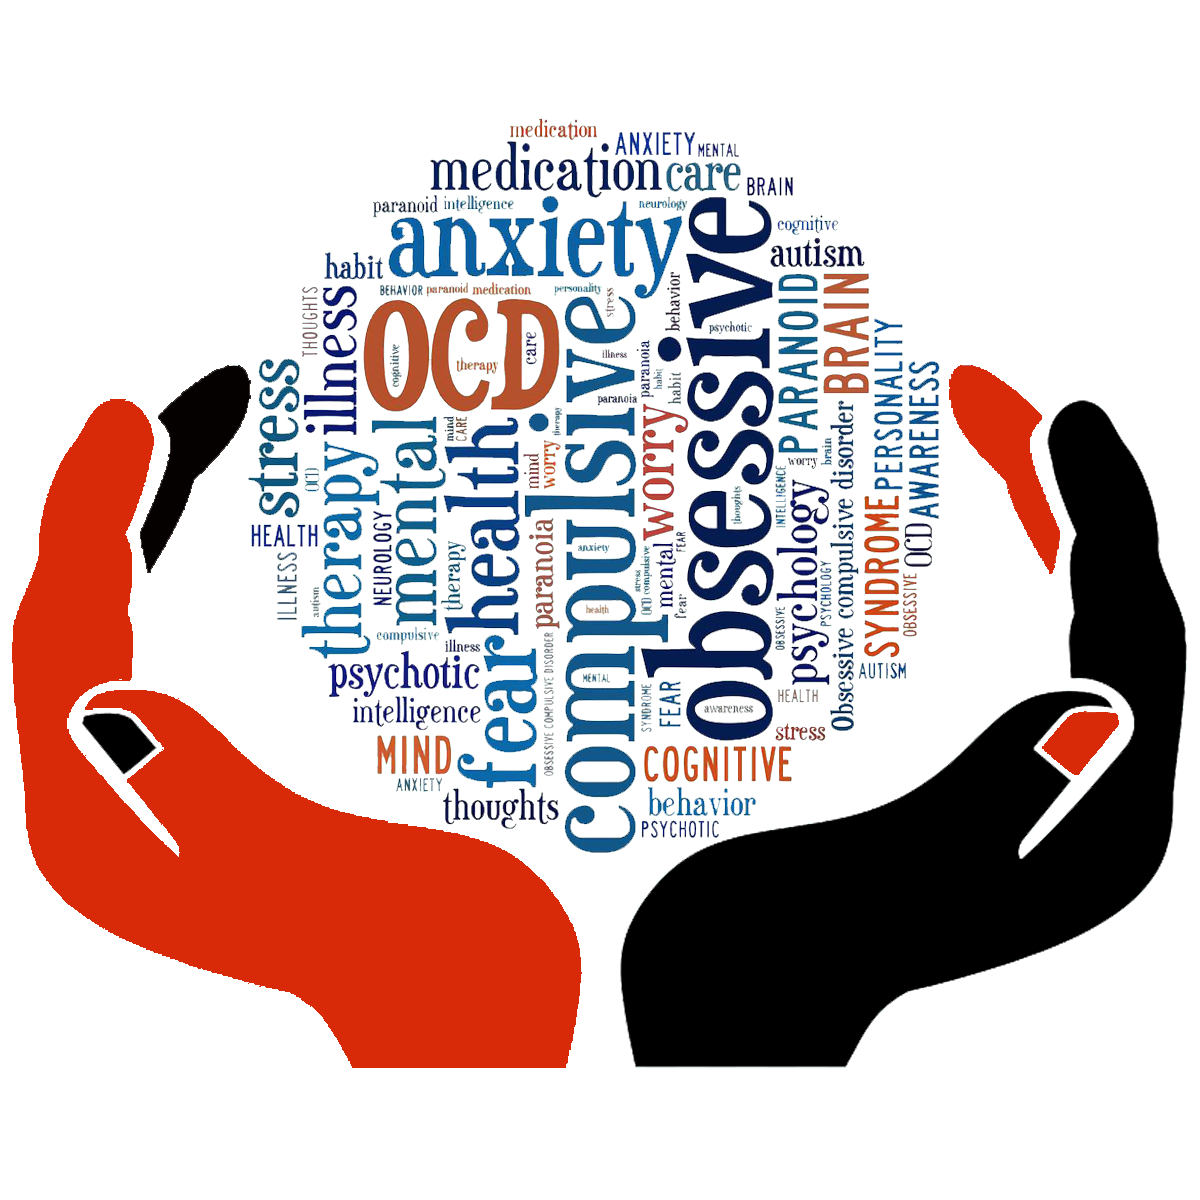 medication
ANXIETY
MENTAL
medication
care
BRAIN
paranoid
intelligence
neurology
anxiety
cognitive
autism
habit
BEHAVIOR
paranoid
medication
personality
stress
behavior
THOUGHTS
illness
OCD
cognitive
therapy
care
compulsive
illness
paranoia
paranoia
habit
habit
obsessive
psychotic
PARANOID
BRAIN
PERSONALITY
AWARENESS
stress
OCD
therapy
mental
mind
CARE
health
therapy
mind
worry
worry
thoughts
INTELLIGENCE
worry
brain
psychology
Obsessive compulsive disorder
SYNDROME
OCD
OBSESSIVE
HEALTH
ILLNESS
autism
NEUROLOGY
therapy
paranoia
anxiety
stress
OCD
compulsive
mental
FEAR
fear
health
OBSESSIVE
PSYCHOLOGY
compulsive
illness
fear
OBSESSIVE COMPULSIVE DISORDER
MENTAL
SYNDROME
FEAR
awareness
HEALTH
AUTISM
psychotic
intelligence
stress
MIND
ANXIETY
COGNITIVE
thoughts
behavior
PSYCHOTIC